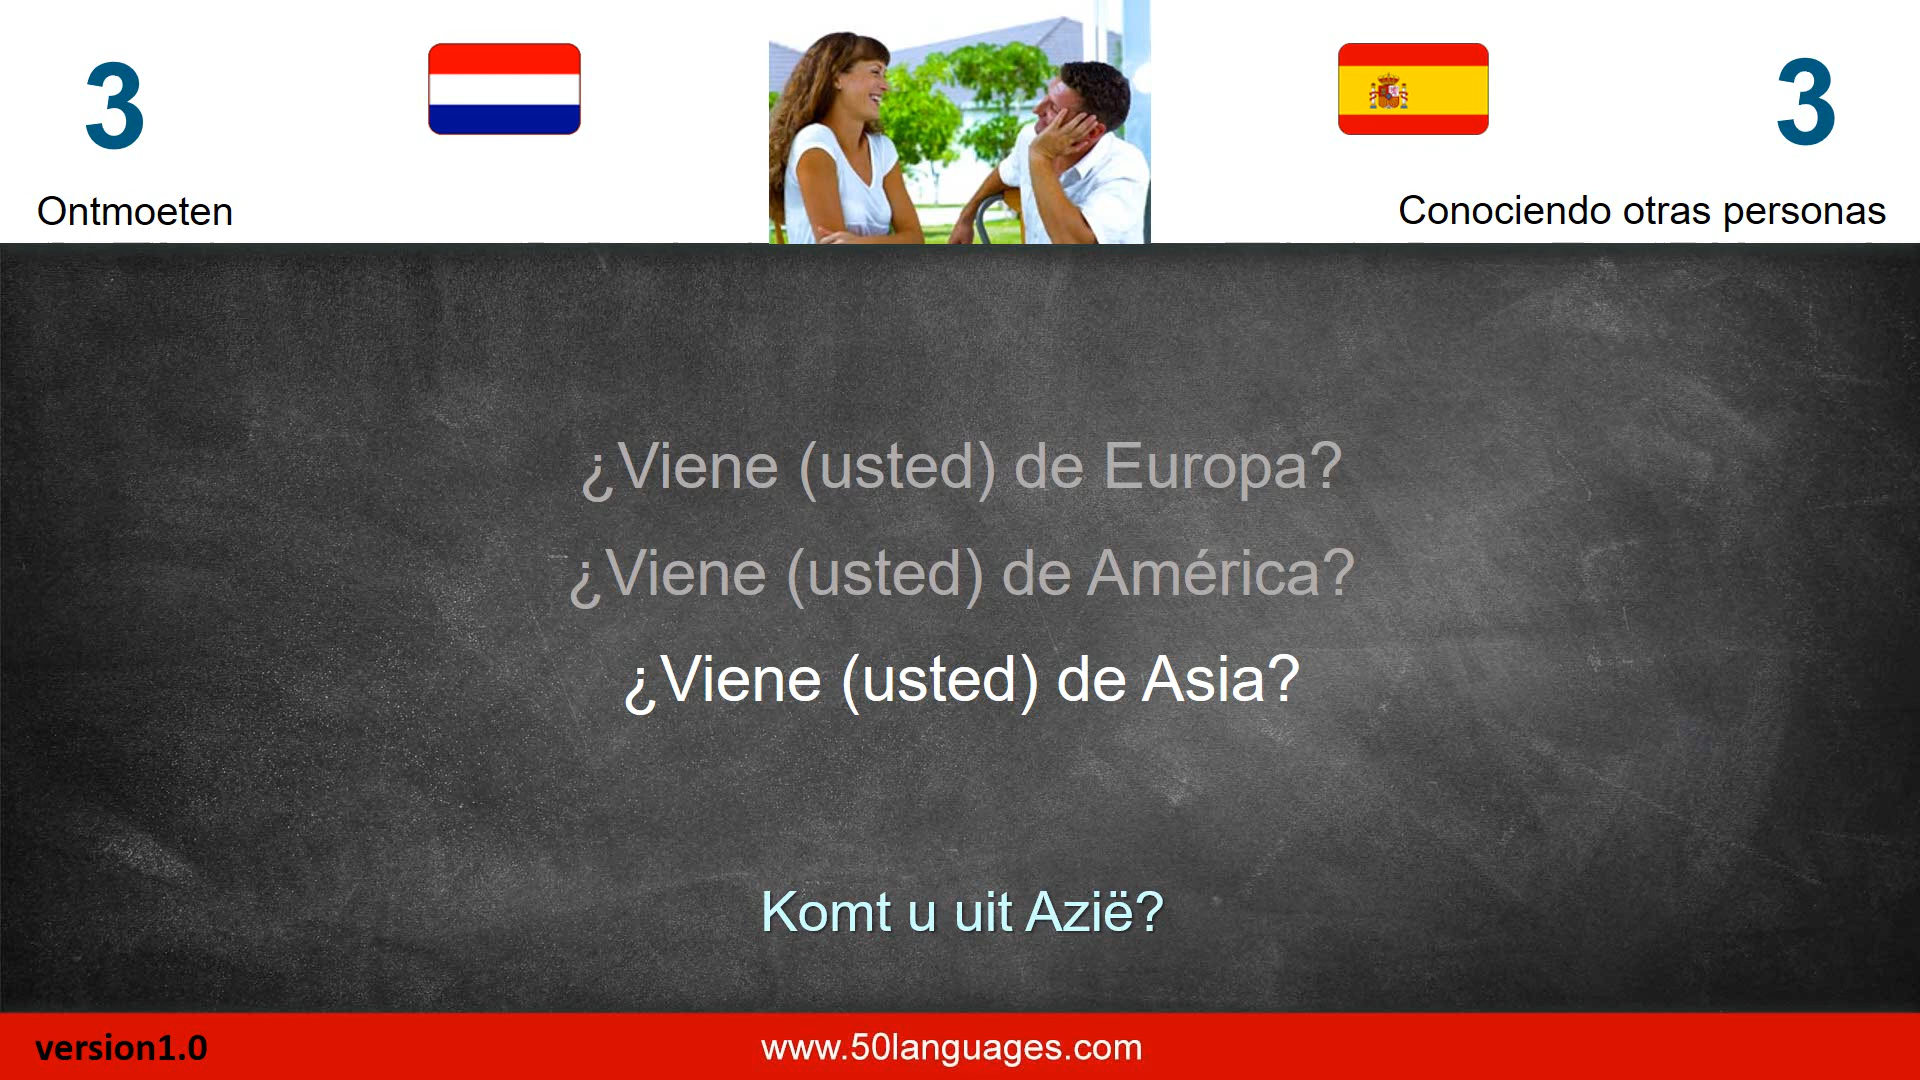 3
3
Ontmoeten
Conociendo otras personas
¿Viene (usted) de Europa?
¿Viene (usted) de América?
¿Viene (usted) de Asia?
Komt u uit Azië?
version1.0
www.50languages.com